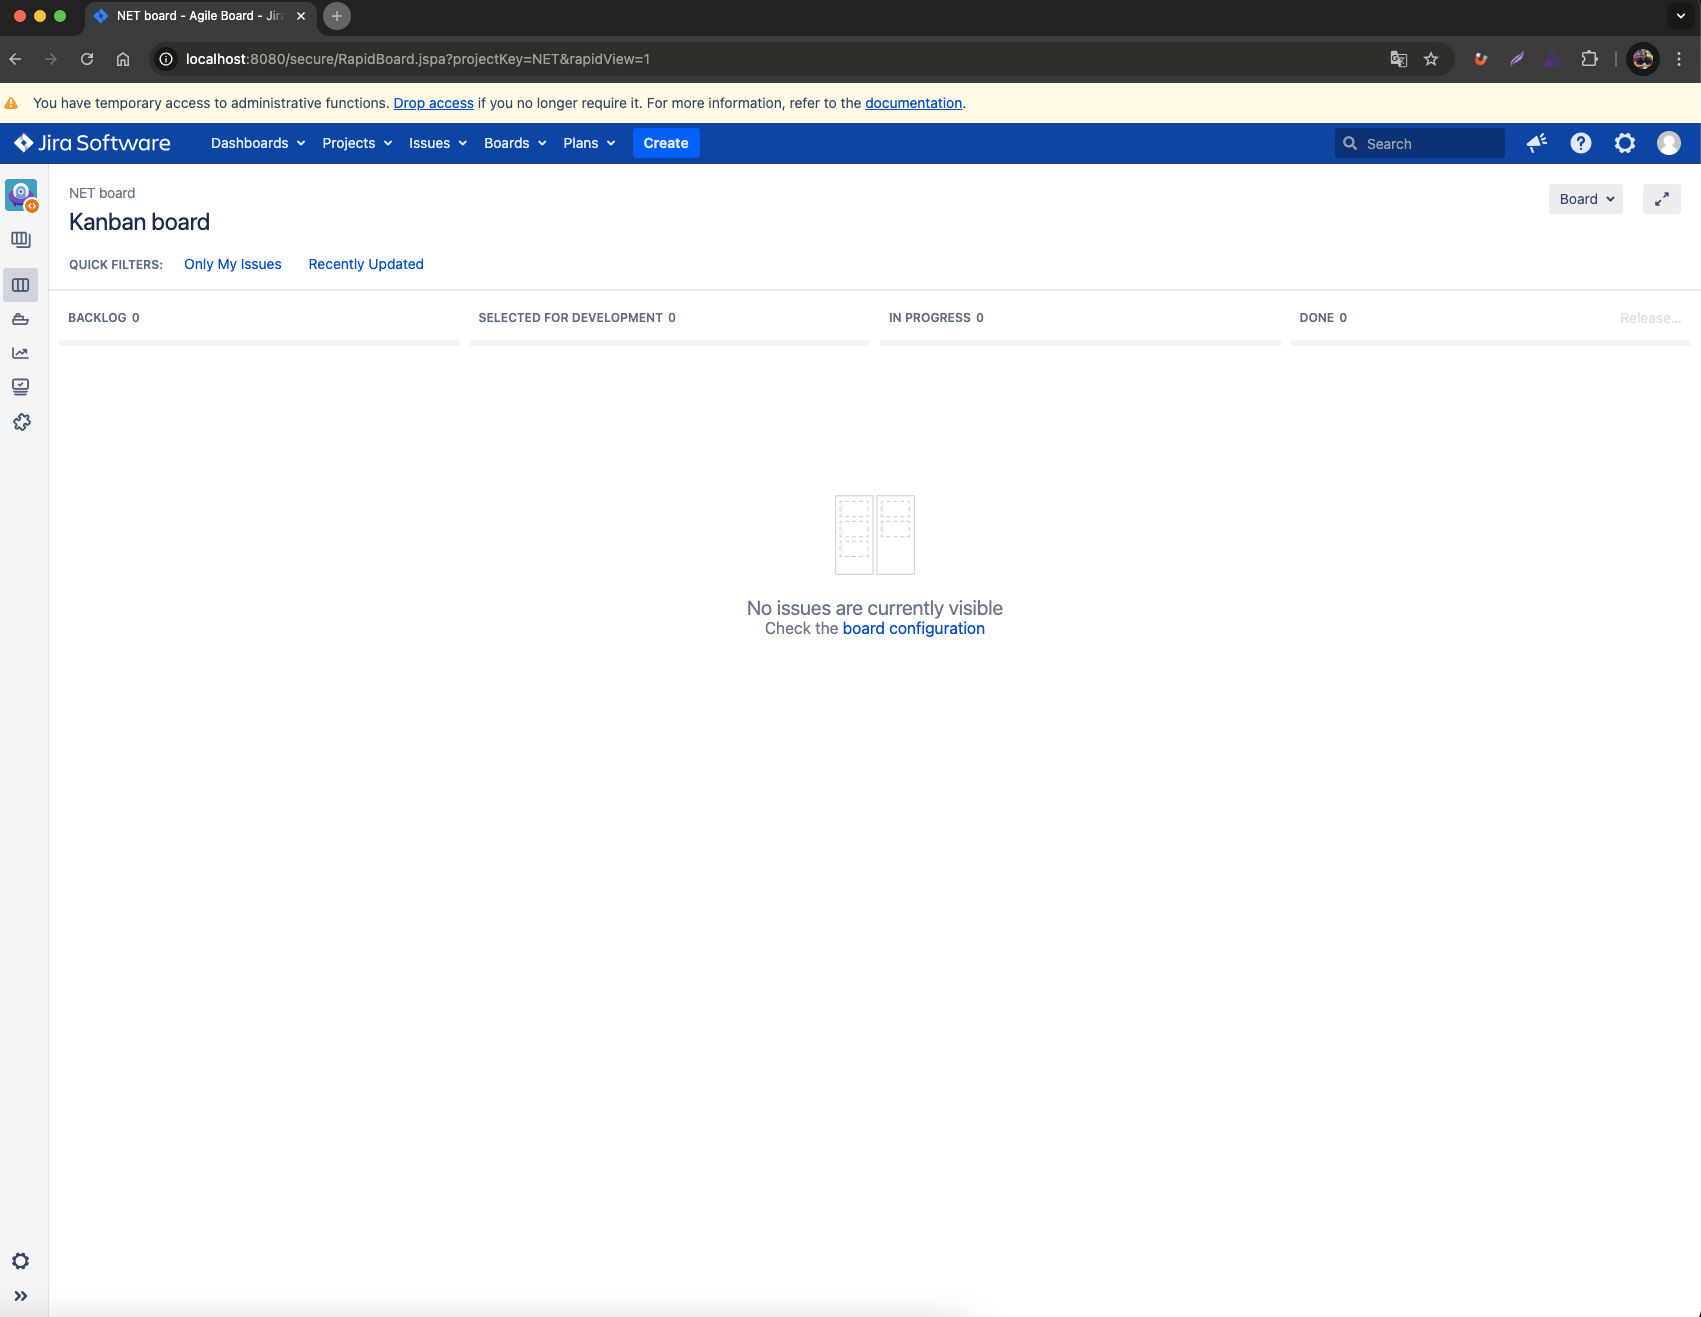 NET board - Agile Board - Jira
localhost:8080/secure/RapidBoard.jspa?projectKey=NET&rapidView=1
You have temporary access to administrative functions. Drop access if you no longer require it. For more information, refer to the documentation.
Jira Software
Dashboards
Projects
Issues
Boards
Plans
Create
Search
NET board
Kanban board
Board
QUICK FILTERS:
Only My Issues
Recently Updated
BACKLOG 0
SELECTED FOR DEVELOPMENT 0
IN PROGRESS 0
DONE 0
Release...
No issues are currently visible
Check the board configuration